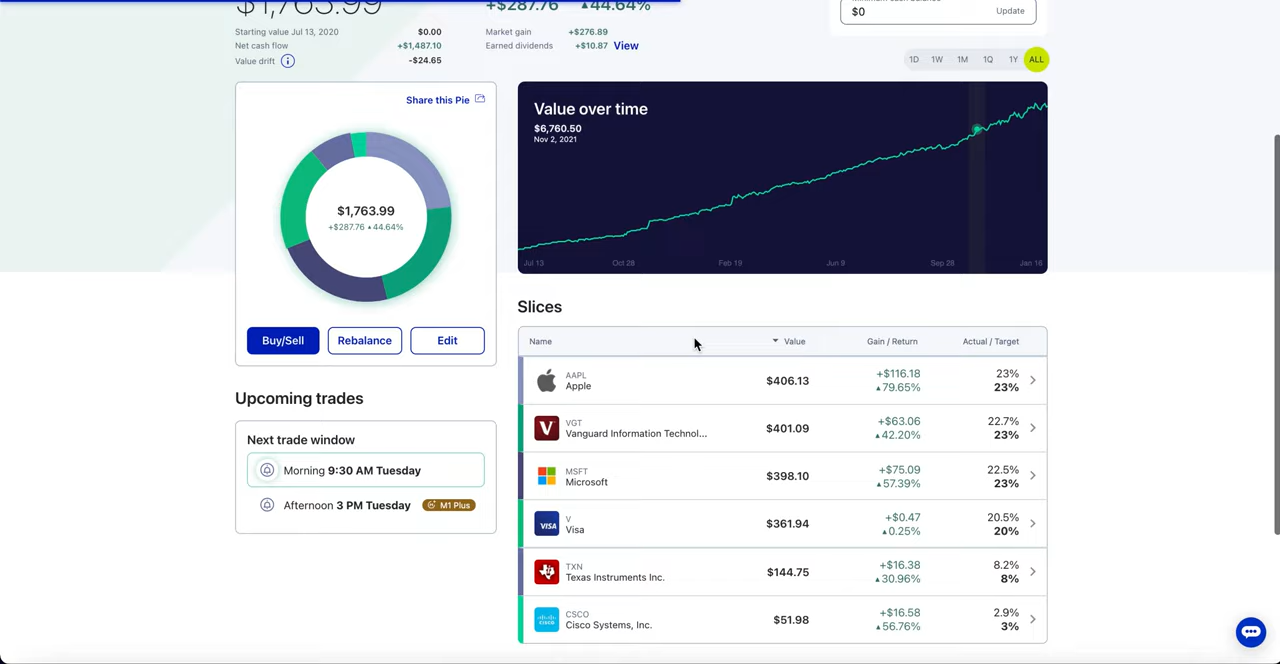 $1,763.99
+$287.76 ▲44.64%
Minimum cash balance
$0
Update
Starting value Jul 13, 2020 $0.00
Net cash flow +$1,487.10
Value drift -$24.65
Market gain +$276.89
Earned dividends +$10.87 View
1D 1W 1M 1Q 1Y ALL
Share this Pie
$1,763.99
+$287.76 ▲44.64%
Buy/Sell
Rebalance
Edit
Value over time
$6,760.50
Nov 2, 2021
Jul 13 Oct 28 Feb 19 Jun 9 Sep 28 Jan 16
Upcoming trades
Next trade window
Morning 9:30 AM Tuesday
Afternoon 3 PM Tuesday M1 Plus
Slices
Name Value Gain / Return Actual / Target
AAPL
Apple
$406.13
+$116.18
▲79.65%
23%
23%
VGT
Vanguard Information Technol...
$401.09
+$63.06
▲42.20%
22.7%
23%
MSFT
Microsoft
$398.10
+$75.09
▲57.39%
22.5%
23%
VISA
V
Visa
$361.94
+$0.47
▲0.25%
20.5%
20%
TXN
Texas Instruments Inc.
$144.75
+$16.38
▲30.96%
8.2%
8%
CISCO
CSCO
Cisco Systems, Inc.
$51.98
+$16.58
▲56.76%
2.9%
3%